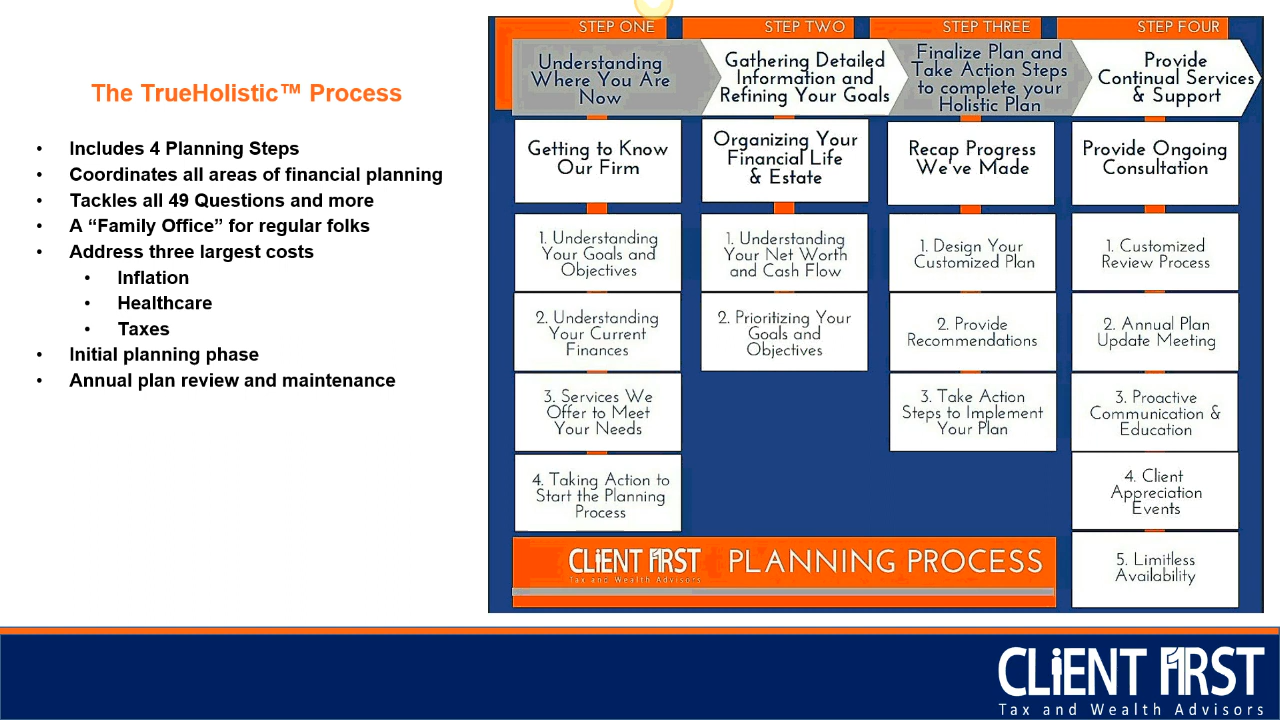 The TrueHolistic™ Process
• Includes 4 Planning Steps
• Coordinates all areas of financial planning
• Tackles all 49 Questions and more
• A “Family Office” for regular folks
• Address three largest costs
• Inflation
• Healthcare
• Taxes
• Initial planning phase
• Annual plan review and maintenance
STEP ONE
Understanding
Where You Are
Now
Getting to Know
Our Firm
1. Understanding
Your Goals and
Objectives
2. Understanding
Your Current
Finances
3. Services We
Offer to Meet
Your Needs
4. Taking Action to
Start the Planning
Process
STEP TWO
Gathering Detailed
Information and
Refining Your Goals
Organizing Your
Financial Life
& Estate
1. Understanding
Your Net Worth
and Cash Flow
2. Prioritizing Your
Goals and
Objectives
STEP THREE
Finalize Plan and
Take Action Steps
to complete your
Holistic Plan
Recap Progress
We've Made
1. Design Your
Customized Plan
2. Provide
Recommendations
3. Take Action
Steps to Implement
Your Plan
STEP FOUR
Provide
Continual Services
& Support
Provide Ongoing
Consultation
1. Customized
Review Process
2. Annual Plan
Update Meeting
3. Proactive
Communication &
Education
4. Client
Appreciation
Events
5. Limitless
Availability
CLiENT F1RST PLANNING PROCESS
Tax and Wealth Advisors
CLiENT F1RST
Tax and Wealth Advisors